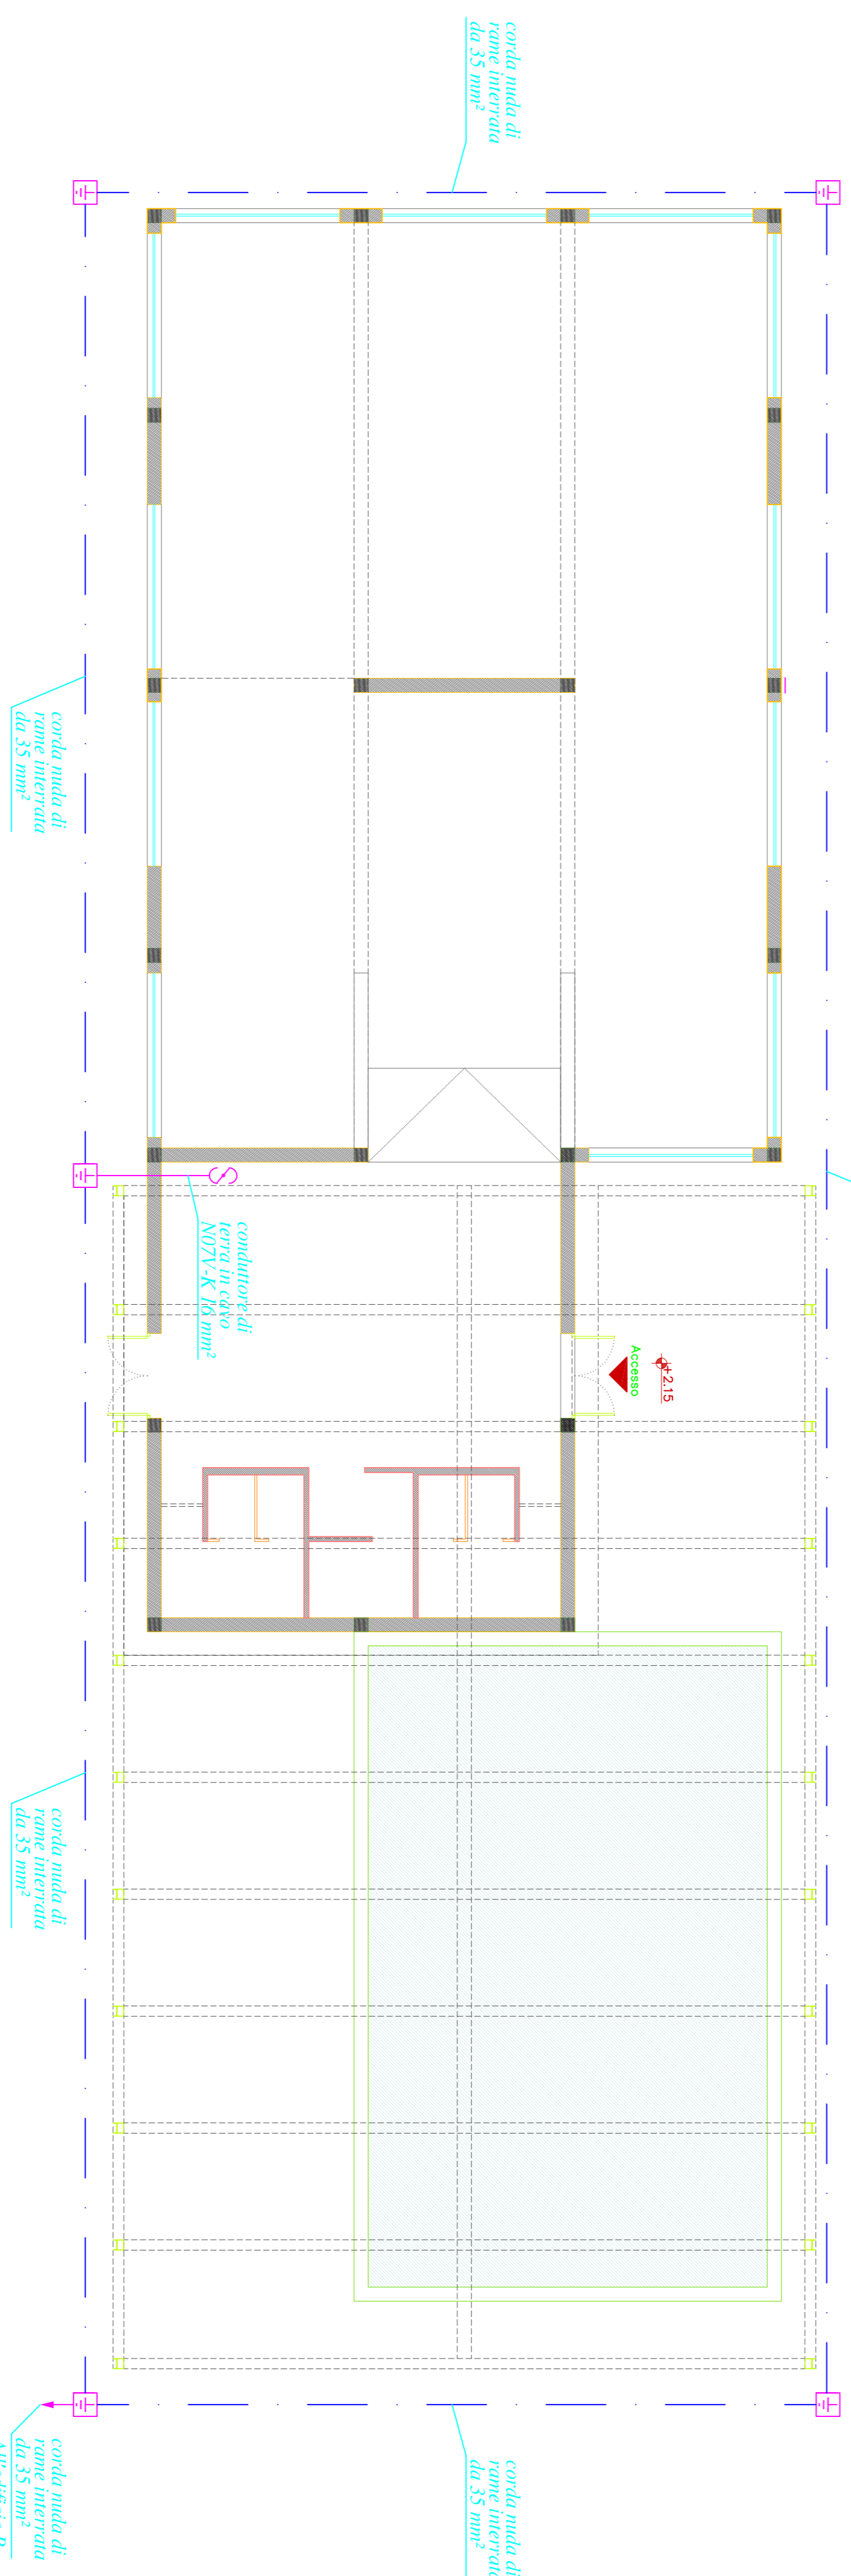 corda nuda di
rame interrata
da 35 mm²
corda nuda di
rame interrata
da 35 mm²
conduttore di
terra in cavo
N07V-K 16 mm²
Accesso
+2.15
corda nuda di
rame interrata
da 35 mm²
corda nuda di
rame interrata
da 35 mm²
corda nuda di
rame interrata
da 35 mm²